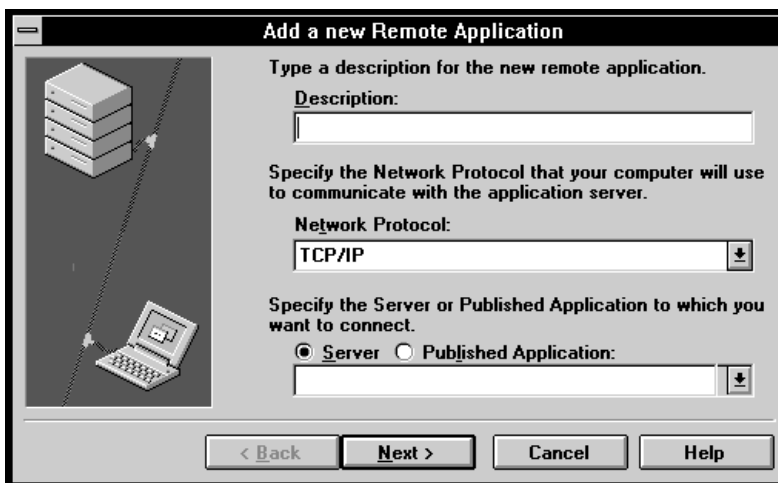 Add a new Remote Application
Type a description for the new remote application.
Description:
Specify the Network Protocol that your computer will use
to communicate with the application server.
Network Protocol:
TCP/IP
Specify the Server or Published Application to which you
want to connect.
Server Published Application:
< Back Next > Cancel Help